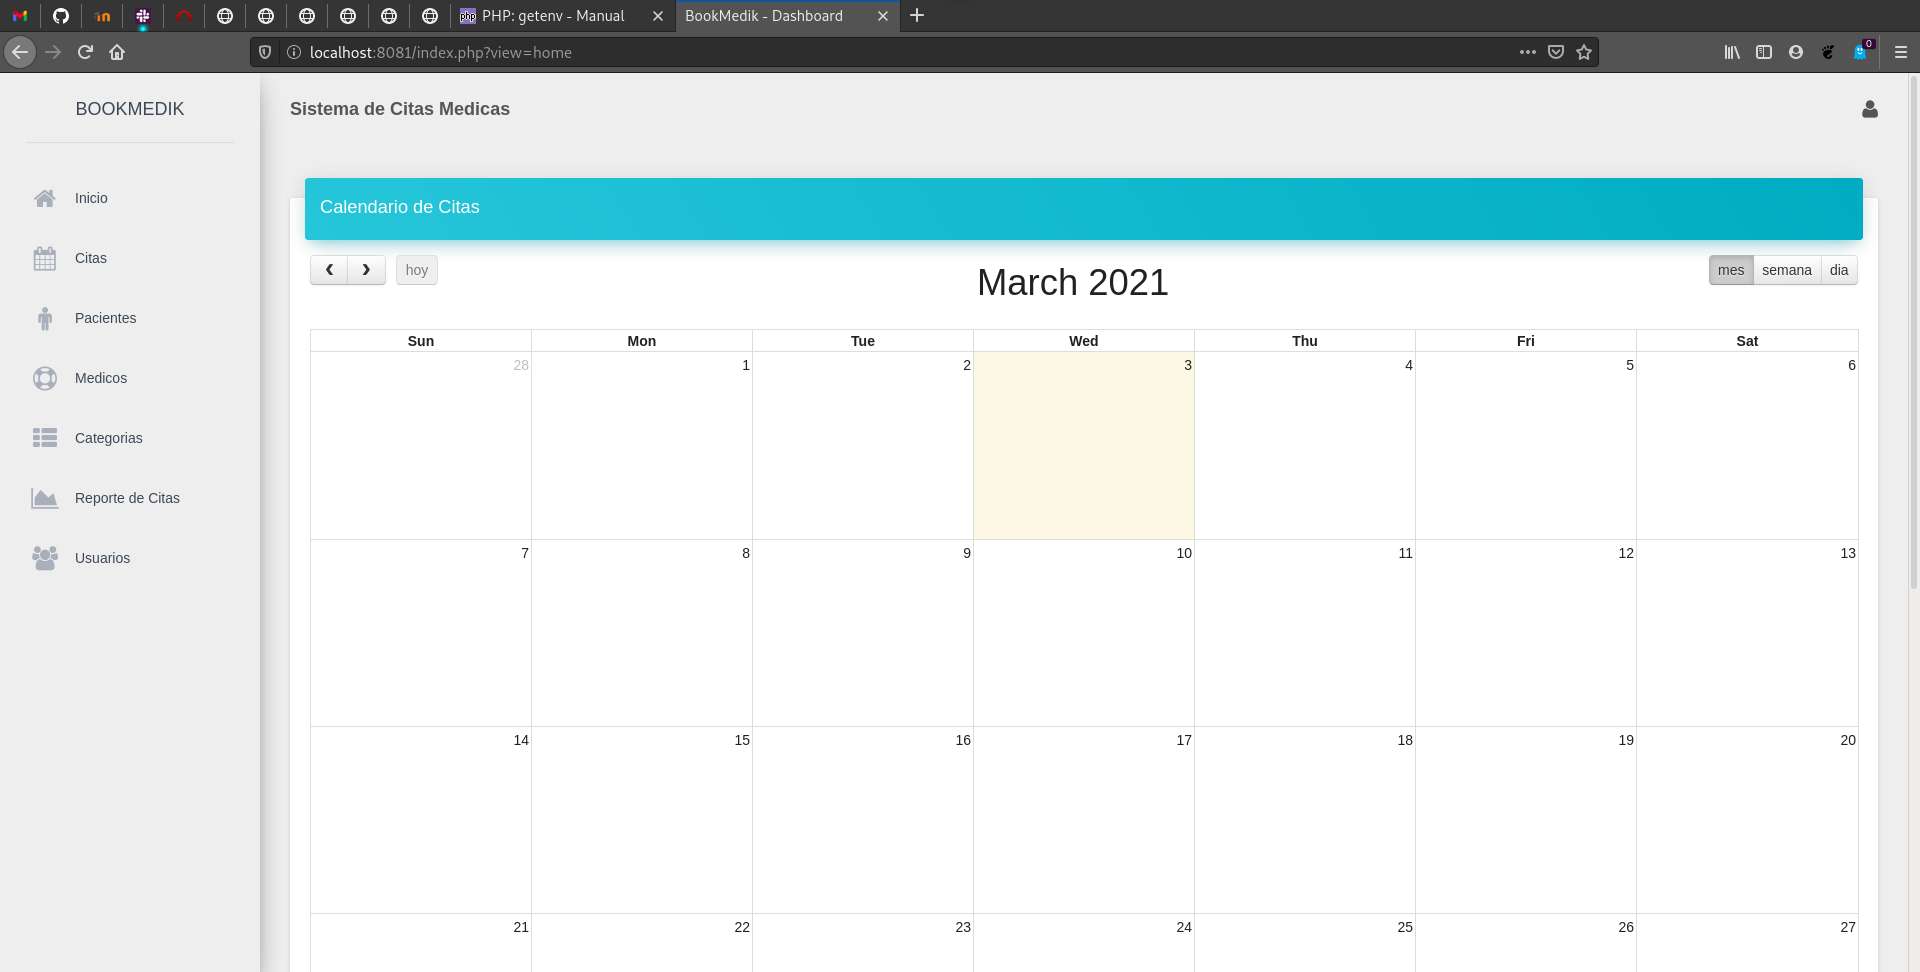 php PHP: getenv - Manual
BookMedik - Dashboard
localhost:8081/index.php?view=home
0
BOOKMEDIK
Sistema de Citas Medicas
Inicio
Citas
Pacientes
Medicos
Categorias
Reporte de Citas
Usuarios
Calendario de Citas
hoy
March 2021
mes semana dia
Sun Mon Tue Wed Thu Fri Sat
28 1 2 3 4 5 6
7 8 9 10 11 12 13
14 15 16 17 18 19 20
21 22 23 24 25 26 27